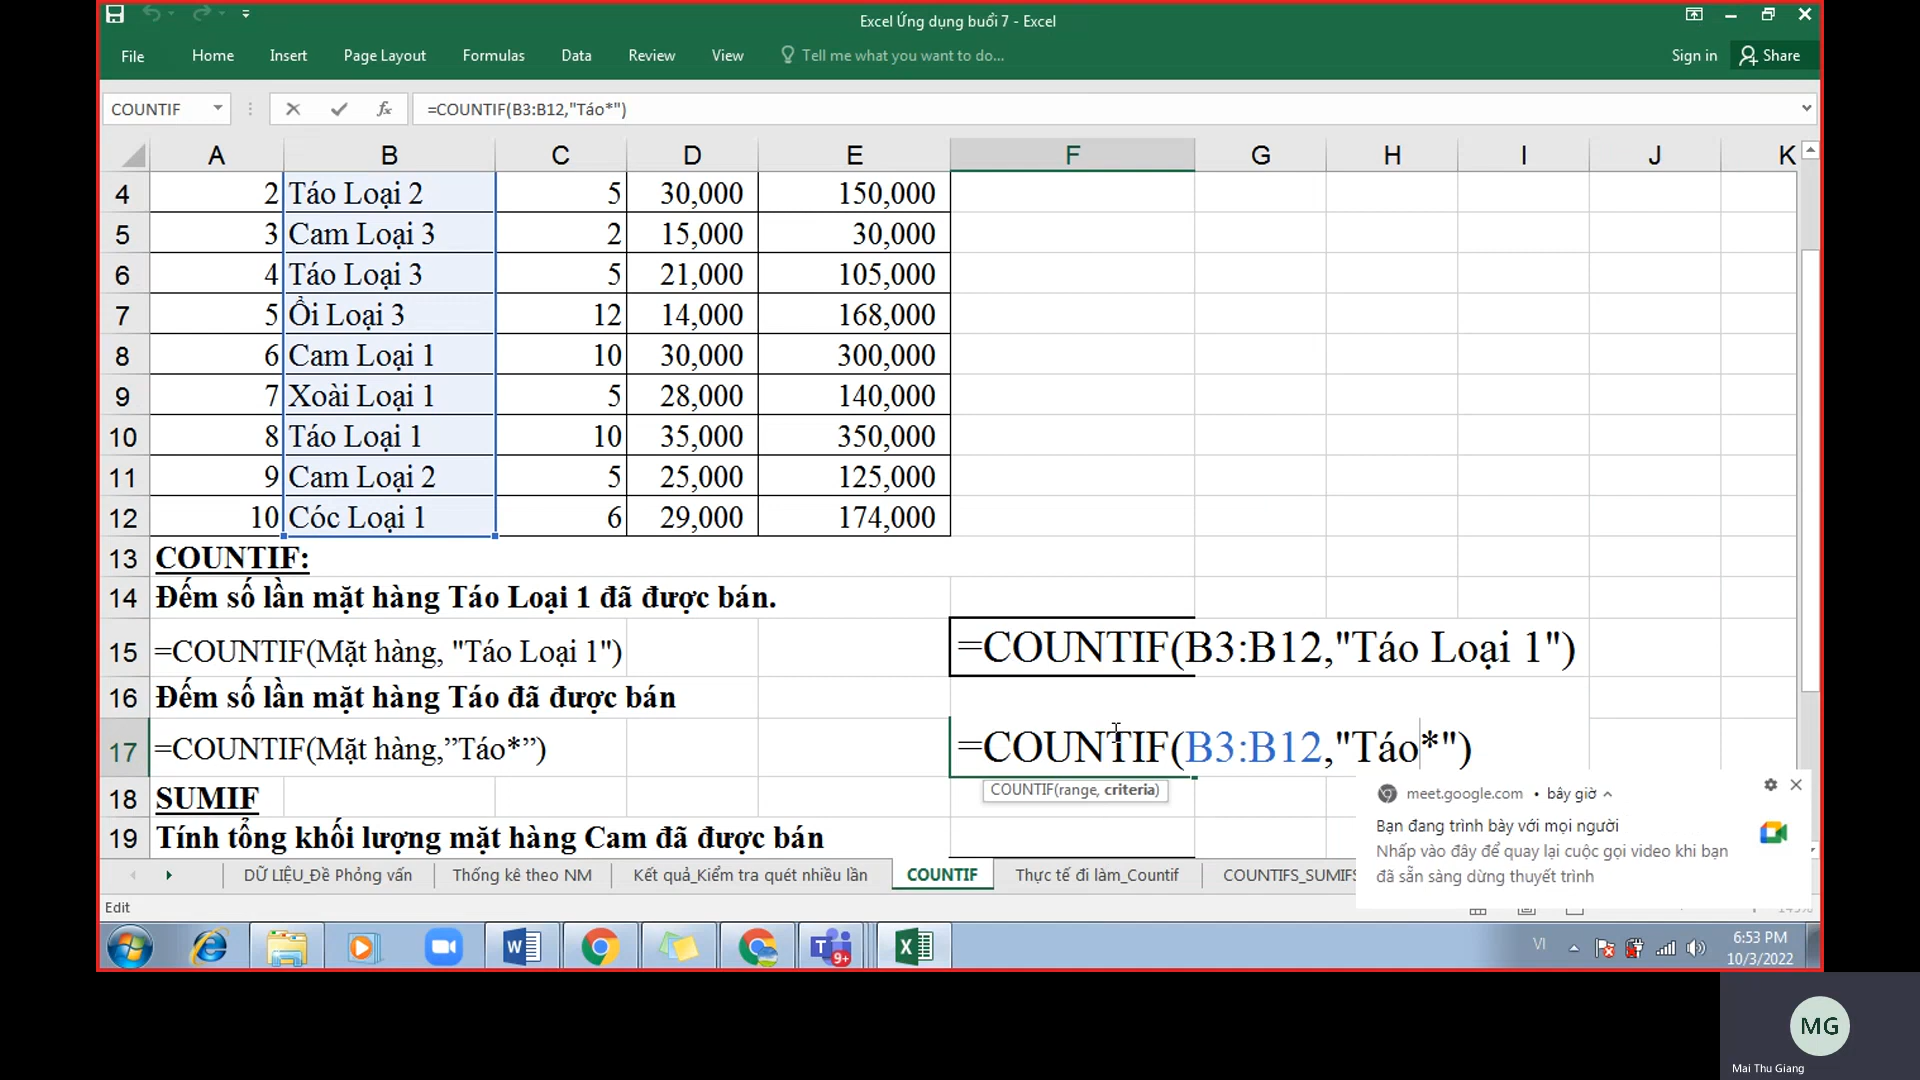 Excel Ứng dụng buổi 7 - Excel
File Home Insert Page Layout Formulas Data Review View Tell me what you want to do... Sign in Share
COUNTIF fx =COUNTIF(B3:B12,"Táo*")
A B C D E F G H I J K
4 2 Táo Loại 2 5 30,000 150,000
5 3 Cam Loại 3 2 15,000 30,000
6 4 Táo Loại 3 5 21,000 105,000
7 5 Ổi Loại 3 12 14,000 168,000
8 6 Cam Loại 1 10 30,000 300,000
9 7 Xoài Loại 1 5 28,000 140,000
10 8 Táo Loại 1 10 35,000 350,000
11 9 Cam Loại 2 5 25,000 125,000
12 10 Cóc Loại 1 6 29,000 174,000
13 COUNTIF:
14 Đếm số lần mặt hàng Táo Loại 1 đã được bán.
15 =COUNTIF(Mặt hàng, "Táo Loại 1") =COUNTIF(B3:B12,"Táo Loại 1")
16 Đếm số lần mặt hàng Táo đã được bán
17 =COUNTIF(Mặt hàng,”Táo*”) =COUNTIF(B3:B12,"Táo*")
COUNTIF(range, criteria)
18 SUMIF
19 Tính tổng khối lượng mặt hàng Cam đã được bán
meet.google.com • bây giờ
Bạn đang trình bày với mọi người
Nhấp vào đây để quay lại cuộc gọi video khi bạn
đã sẵn sàng dừng thuyết trình
DỮ LIỆU_Đề Phỏng vấn Thống kê theo NM Kết quả_Kiểm tra quét nhiều lần COUNTIF Thực tế đi làm_Countif COUNTIFS_SUMIFS
Edit
9+
VI
6:53 PM
10/3/2022
MG
Mai Thu Giang